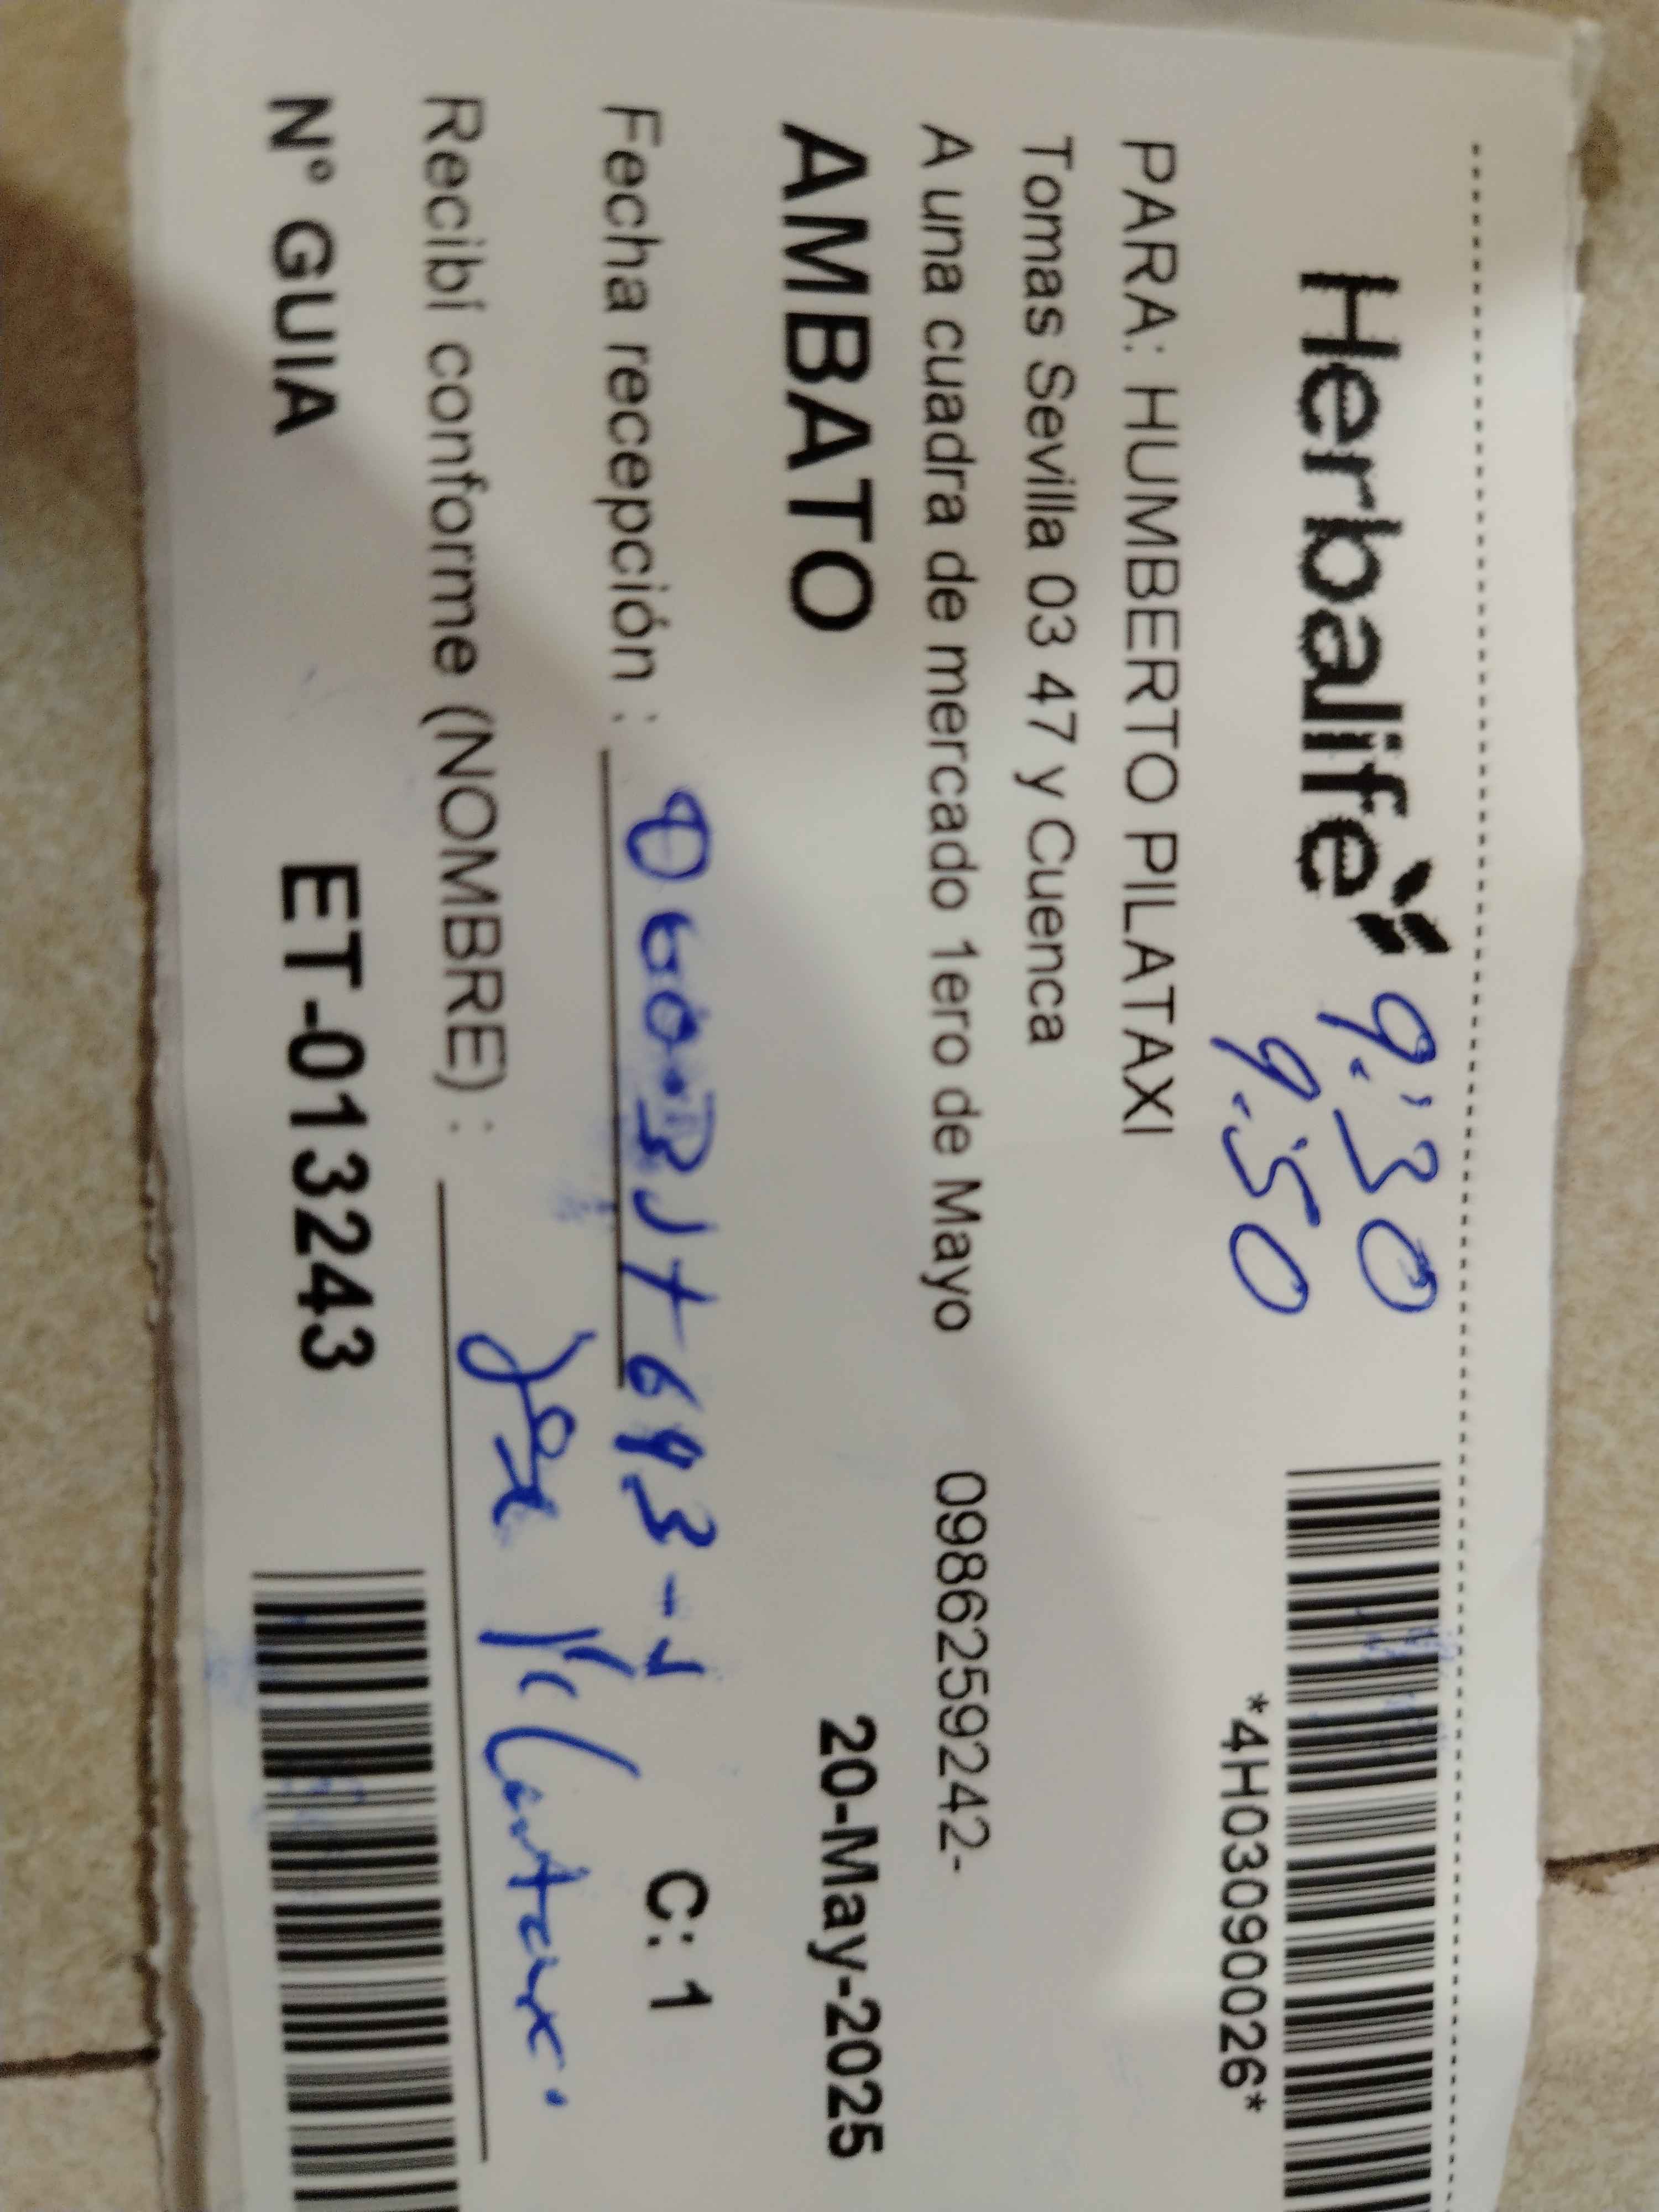 Herbalife
9:30
9:50
*4H03090026*
PARA: HUMBERTO PILATAXI
Tomas Sevilla 03 47 y Cuenca
A una cuadra de mercado 1ero de Mayo 0986259242-
AMBATO 20-May-2025
Fecha recepción : C: 1
Recibí conforme (NOMBRE) :
Nº GUIA ET-013243